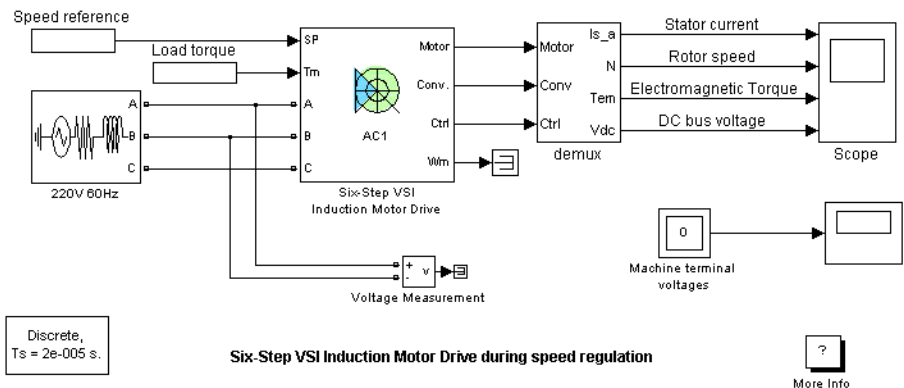 Speed reference
Load torque
SP
Tm
A
B
C
Motor
Conv.
Ctrl
Wm
AC1
Six-Step VSI
Induction Motor Drive
A
B
C
220V 60Hz
Motor
Conv
Ctrl
Is_a
N
Tem
Vdc
demux
Stator current
Rotor speed
Electromagnetic Torque
DC bus voltage
Scope
0
Machine terminal
voltages
+
-
v
Voltage Measurement
Discrete,
Ts = 2e-005 s.
Six-Step VSI Induction Motor Drive during speed regulation
?
More Info